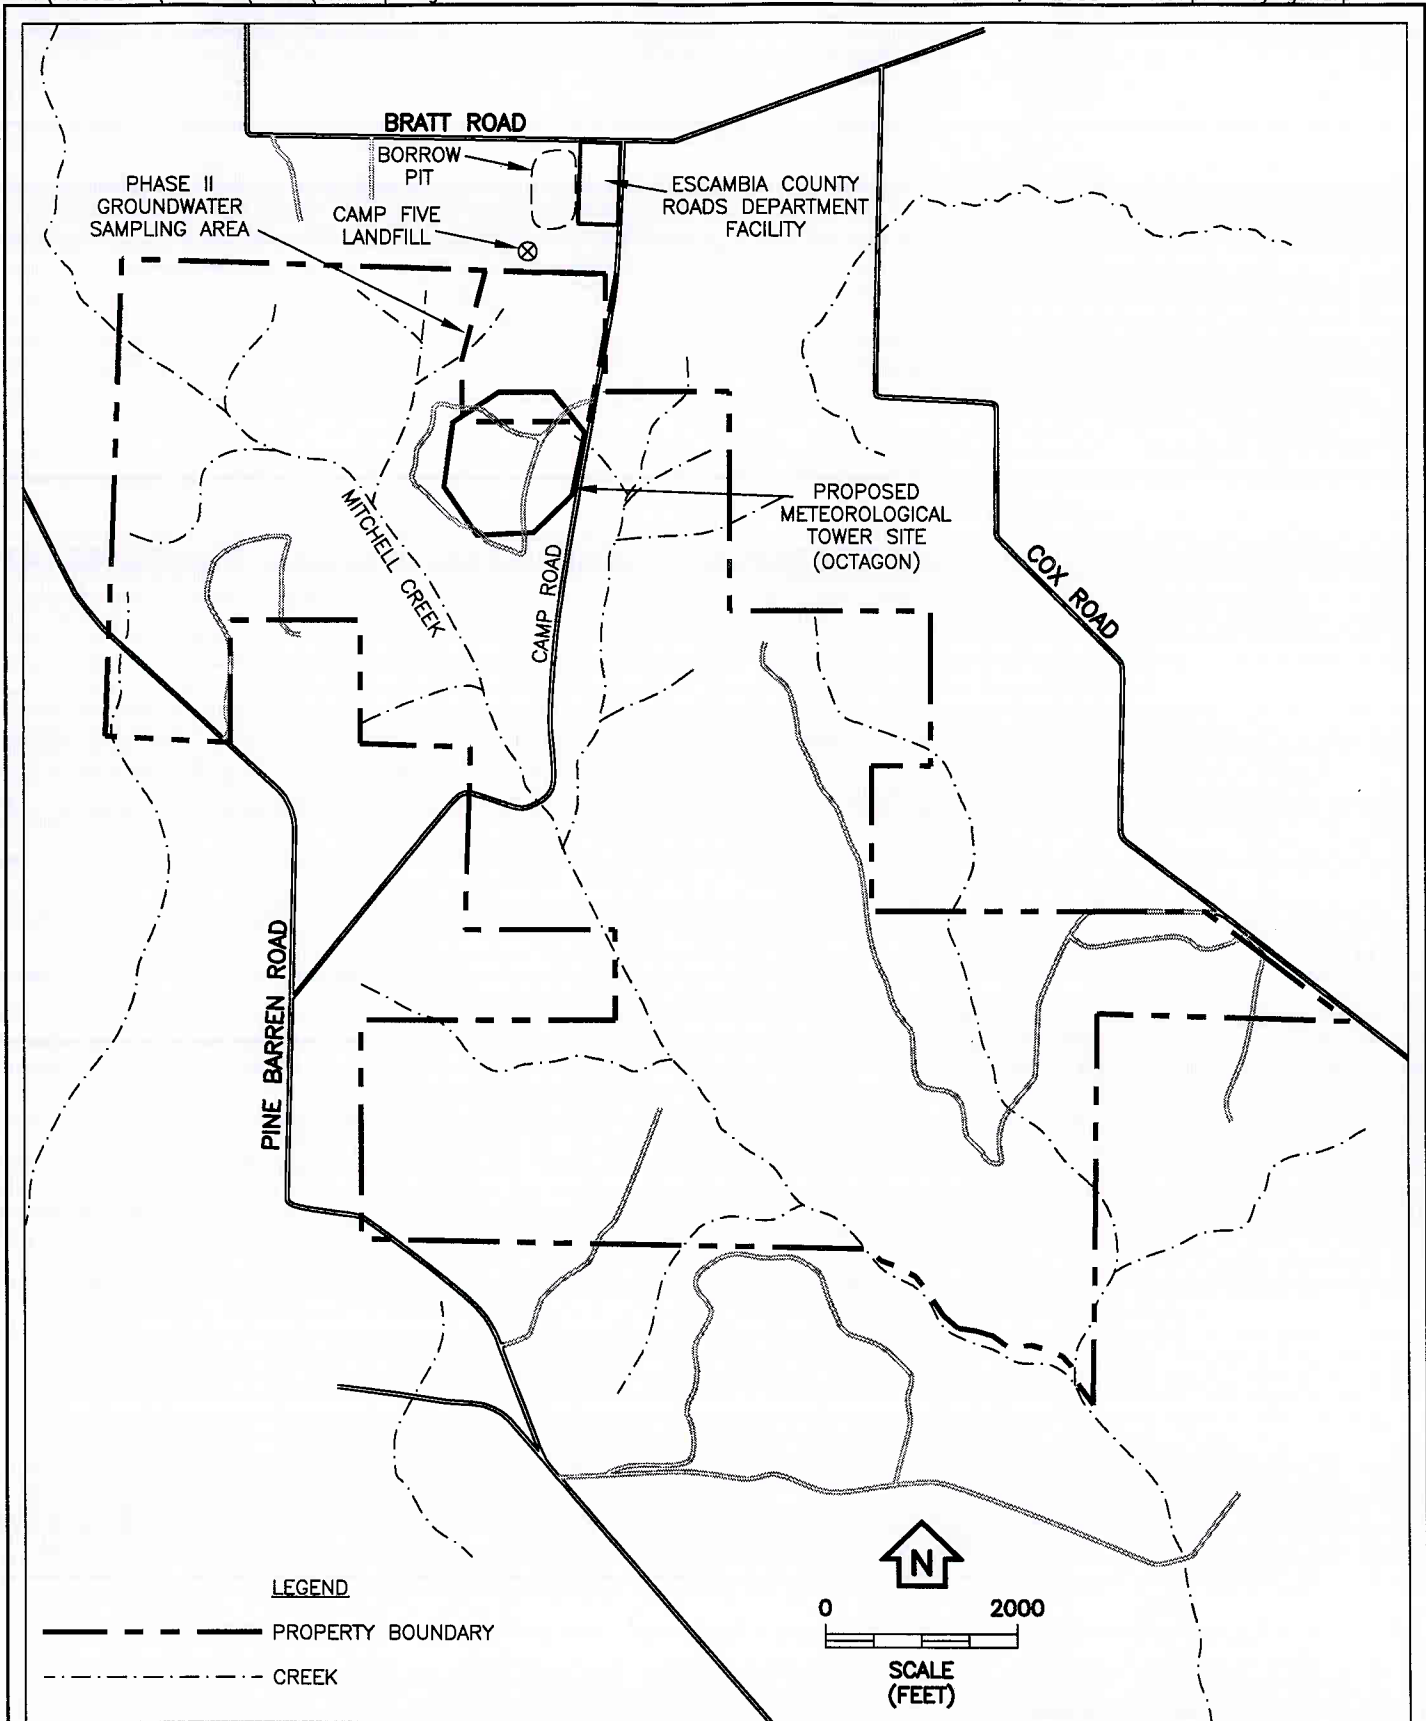 BRATT ROAD
BORROW
PIT
PHASE II
GROUNDWATER
SAMPLING AREA
CAMP FIVE
LANDFILL
ESCAMBIA COUNTY
ROADS DEPARTMENT
FACILITY
PROPOSED
METEOROLOGICAL
TOWER SITE
(OCTAGON)
MITCHELL CREEK
CAMP ROAD
COX ROAD
PINE BARREN ROAD
N
0 2000
SCALE
(FEET)
LEGEND
PROPERTY BOUNDARY
CREEK